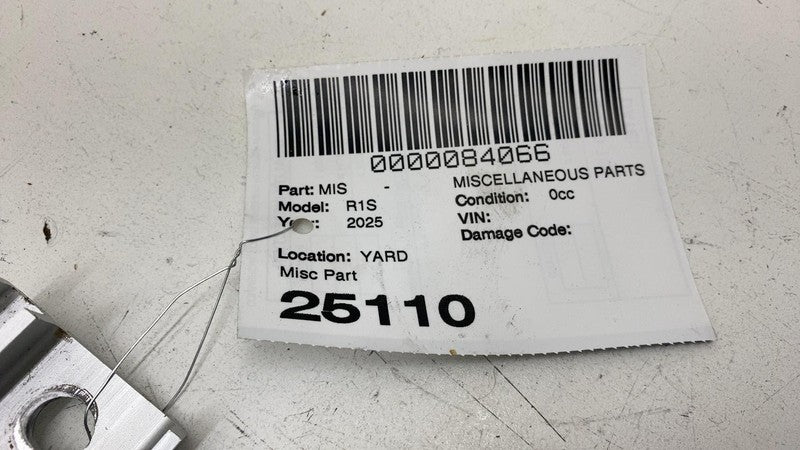 0000084066
Part: MIS - MISCELLANEOUS PARTS
Model: R1S Condition: 0cc
2025 VIN:
Damage Code:
Location: YARD
Misc Part
25110